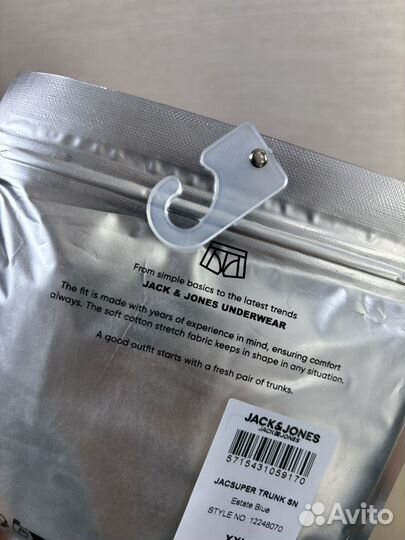 From simple basics to the latest trends
JACK & JONES UNDERWEAR
The fit is made with years of experience in mind, ensuring comfort
always. The soft cotton stretch fabric keeps in shape in any situation.
A good outfit starts with a fresh pair of trunks.
JACK&JONES
JACK&JONES
5715431059170
JACSUPER TRUNK SN
Estate Blue
STYLE NO. 12248070
Avito